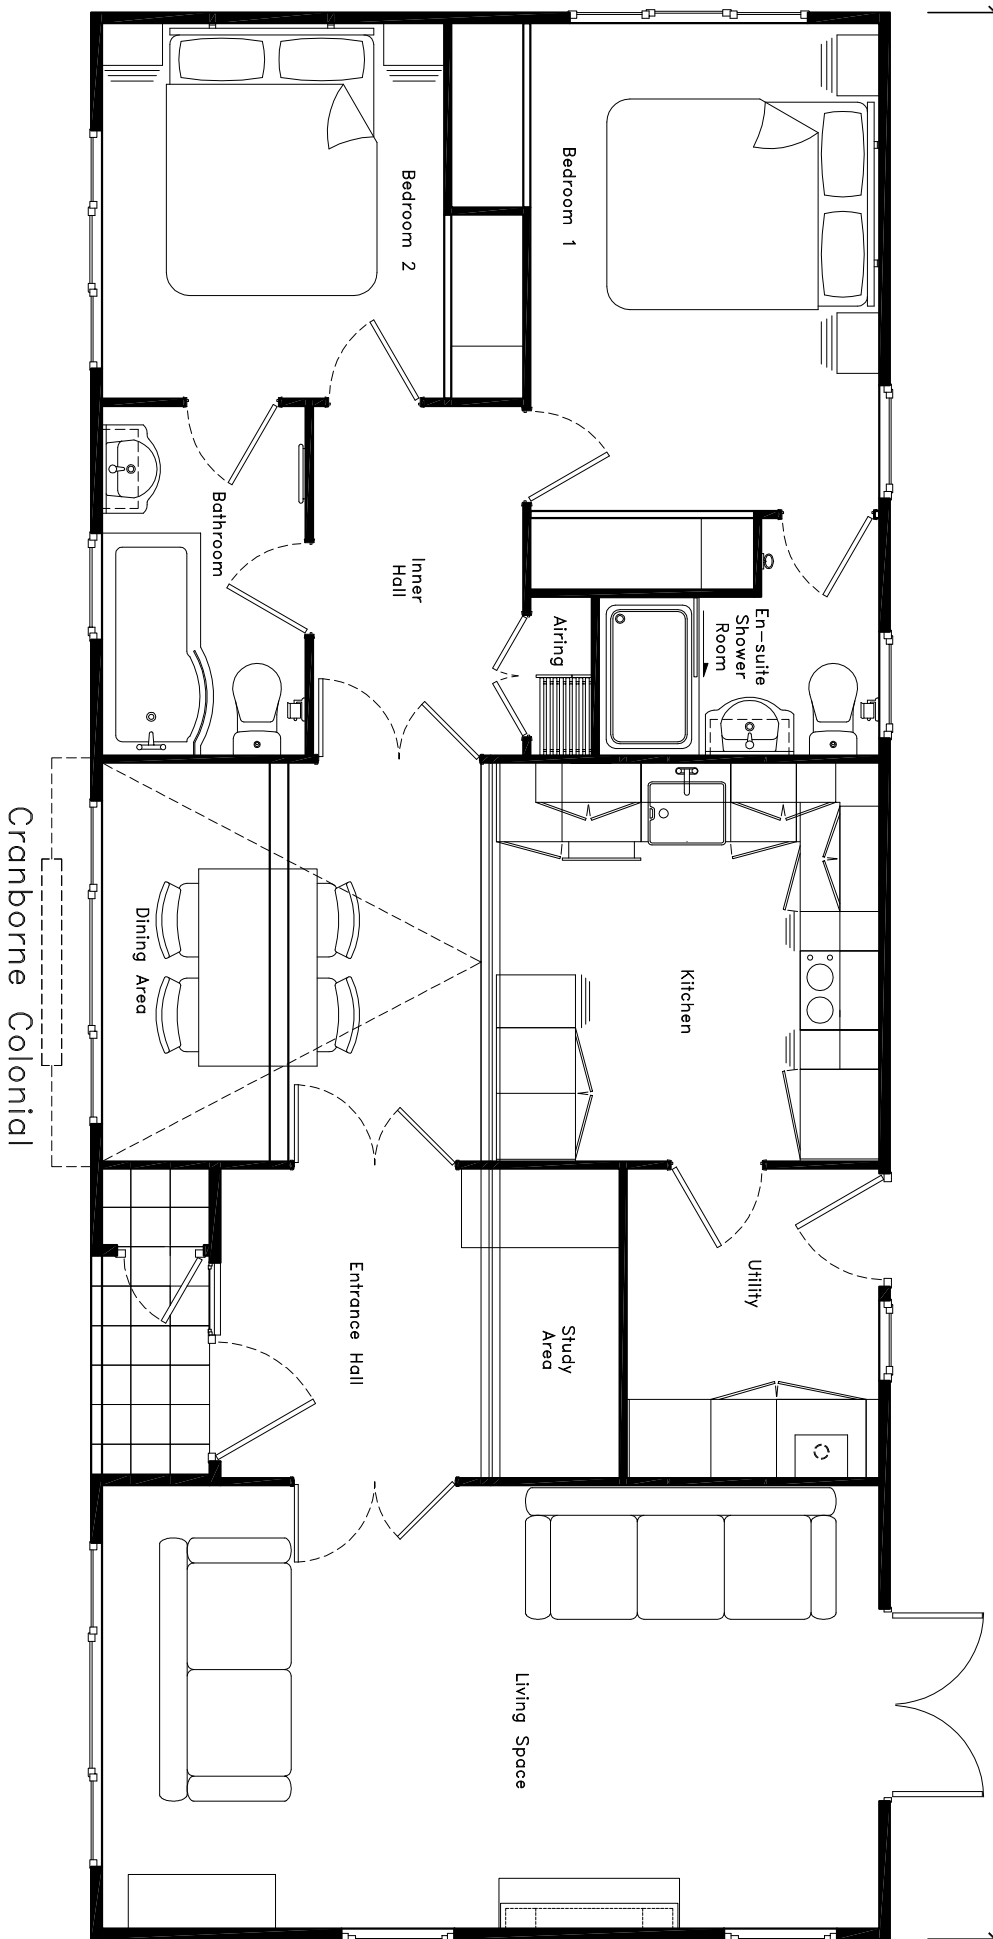 Bedroom 1
Bedroom 2
Bathroom
Inner
Hall
Airing
En-suite
Shower
Room
Dining Area
Kitchen
Entrance Hall
Study
Area
Utility
Living Space
Cranborne Colonial